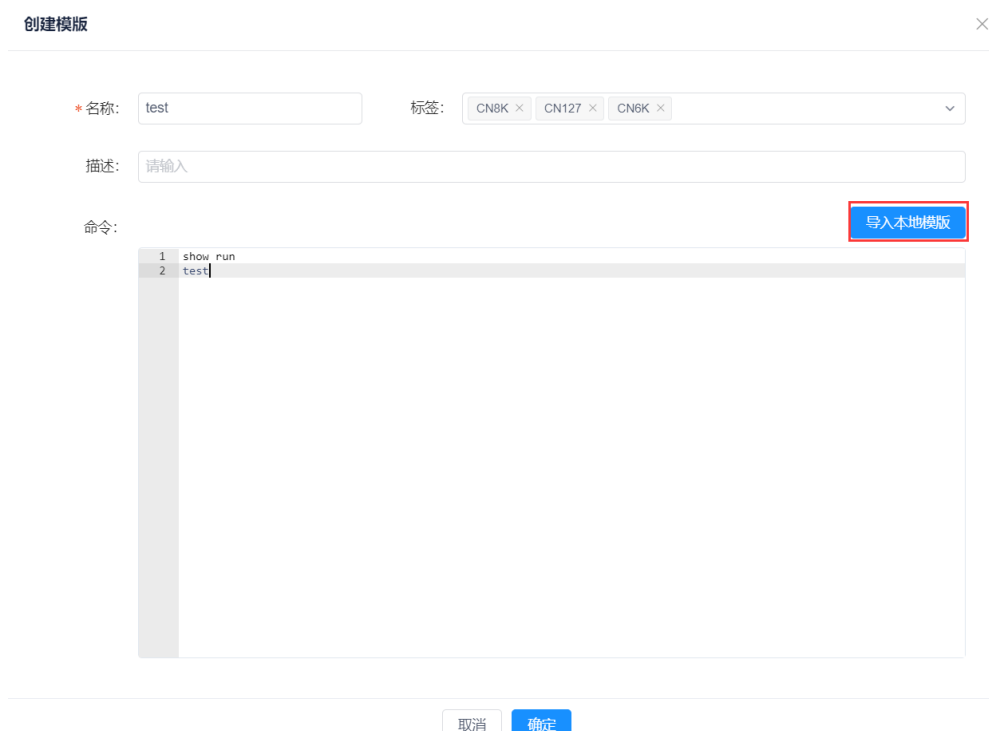 创建模版
*名称: test 标签: CN8K × CN127 × CN6K ×
描述: 请输入
命令: 导入本地模版
1 show run
2 test
取消 确定